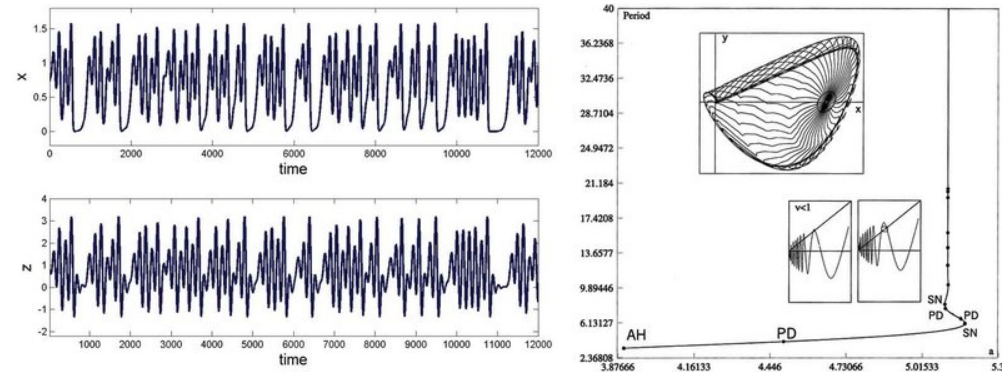 1.5
1
0.5
0
x
0 2000 4000 6000 8000 10000 12000
time
4
3
2
1
0
-1
-2
z
1000 2000 3000 4000 5000 6000 7000 8000 9000 10000 11000 12000
time
40 Period
36.2368
32.4736
28.7104
24.9472
21.184
17.4208
13.6577
9.89446
6.13127
2.36808
y
x
v<1
SN
PD PD
SN
AH PD
a
3.87666 4.16133 4.446 4.73066 5.01533